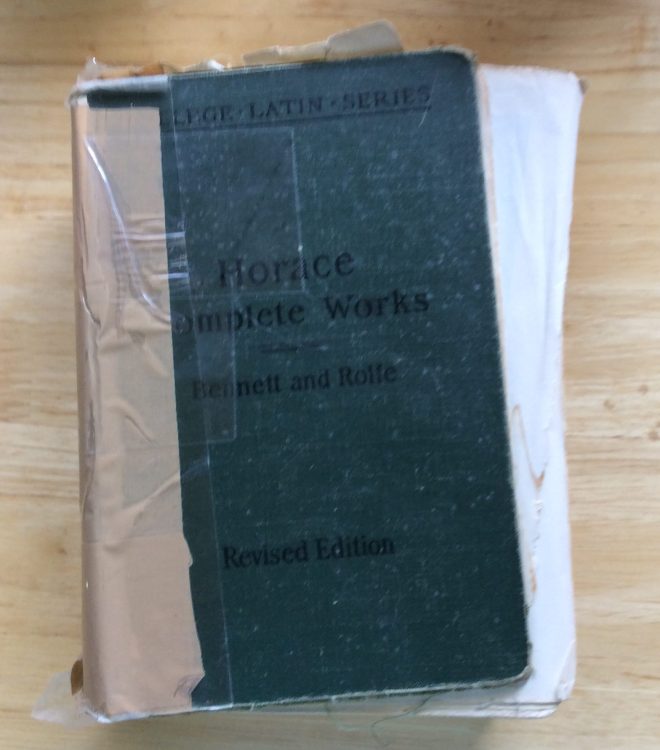 LLEGE · LATIN · SERIES
Horace
omplete Works
Bennett and Rolfe
Revised Edition